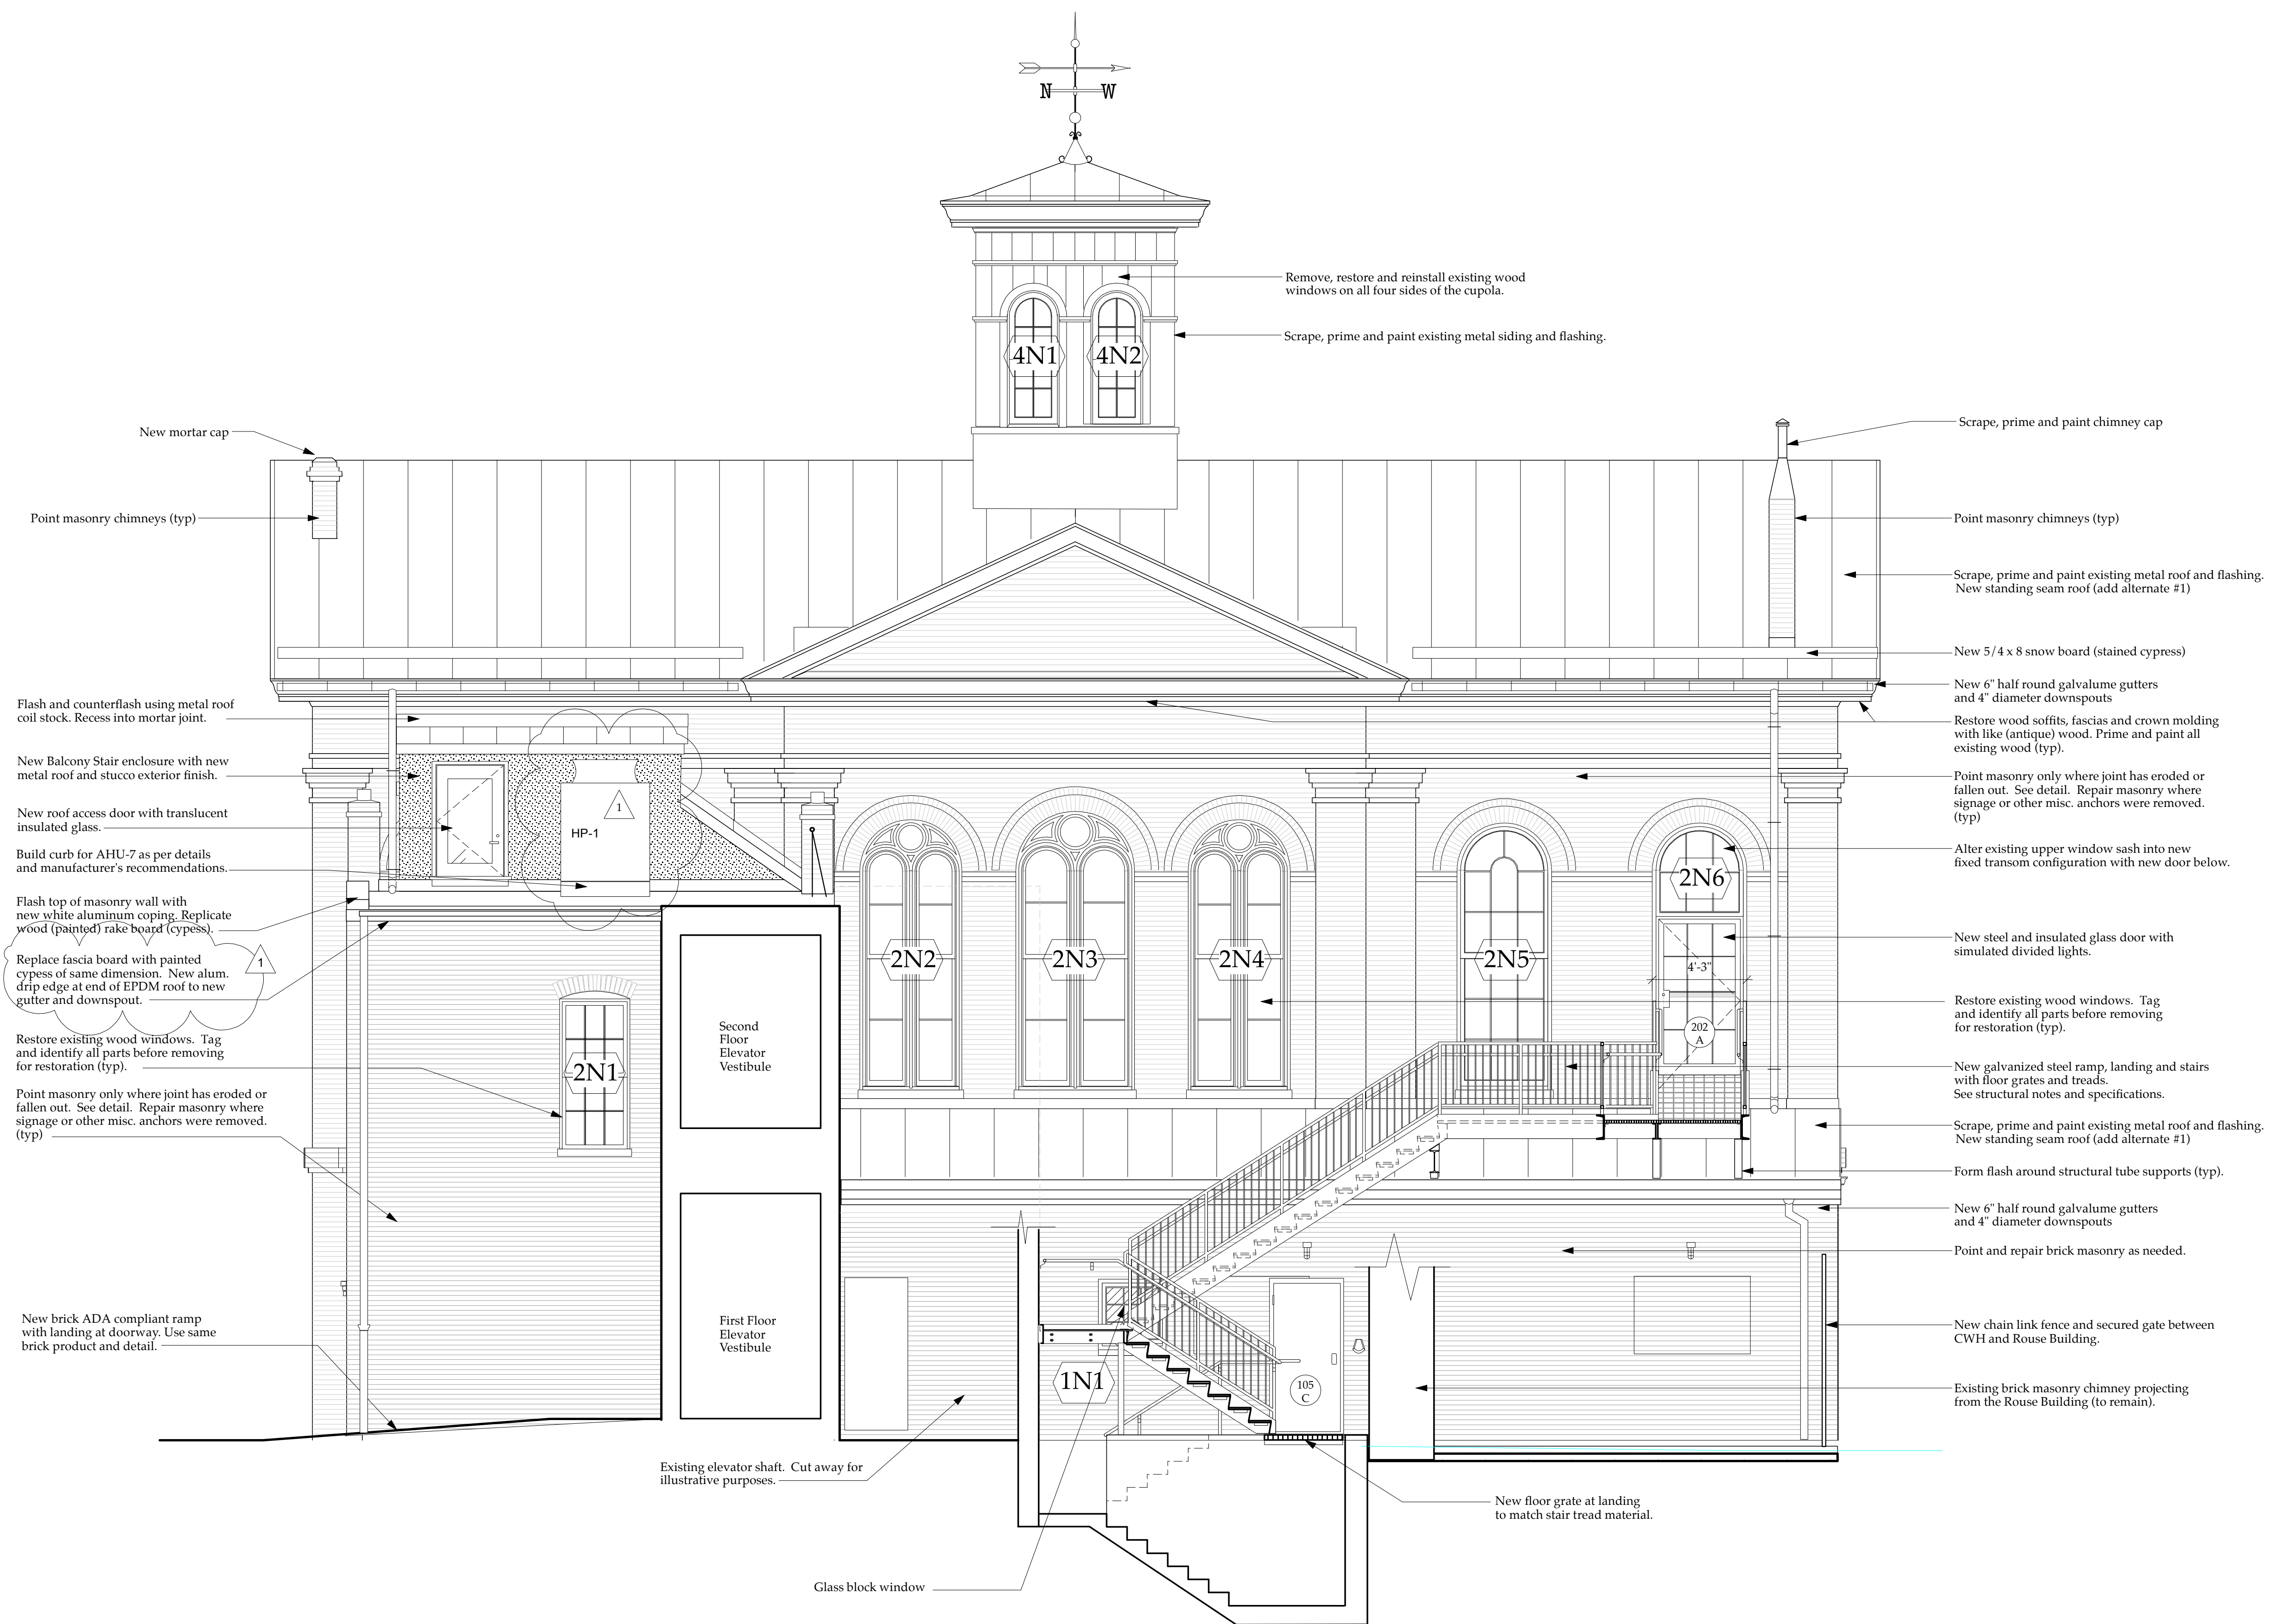 N W
Remove, restore and reinstall existing wood
windows on all four sides of the cupola.
Scrape, prime and paint existing metal siding and flashing.
4N1
4N2
New mortar cap
Point masonry chimneys (typ)
Flash and counterflash using metal roof
coil stock. Recess into mortar joint.
New Balcony Stair enclosure with new
metal roof and stucco exterior finish.
New roof access door with translucent
insulated glass.
Build curb for AHU-7 as per details
and manufacturer's recommendations.
Flash top of masonry wall with
new white aluminum coping. Replicate
wood (painted) rake board (cypess).
Replace fascia board with painted
cypess of same dimension. New alum.
drip edge at end of EPDM roof to new
gutter and downspout.
1
Restore existing wood windows. Tag
and identify all parts before removing
for restoration (typ).
Point masonry only where joint has eroded or
fallen out. See detail. Repair masonry where
signage or other misc. anchors were removed.
(typ)
New brick ADA compliant ramp
with landing at doorway. Use same
brick product and detail.
1
HP-1
2N1
Second
Floor
Elevator
Vestibule
First Floor
Elevator
Vestibule
2N2
2N3
2N4
2N5
2N6
4'-3"
202
A
1N1
105
C
Existing elevator shaft. Cut away for
illustrative purposes.
Glass block window
New floor grate at landing
to match stair tread material.
Scrape, prime and paint chimney cap
Point masonry chimneys (typ)
Scrape, prime and paint existing metal roof and flashing.
New standing seam roof (add alternate #1)
New 5/4 x 8 snow board (stained cypress)
New 6" half round galvalume gutters
and 4" diameter downspouts
Restore wood soffits, fascias and crown molding
with like (antique) wood. Prime and paint all
existing wood (typ).
Point masonry only where joint has eroded or
fallen out. See detail. Repair masonry where
signage or other misc. anchors were removed.
(typ)
Alter existing upper window sash into new
fixed transom configuration with new door below.
New steel and insulated glass door with
simulated divided lights.
Restore existing wood windows. Tag
and identify all parts before removing
for restoration (typ).
New galvanized steel ramp, landing and stairs
with floor grates and treads.
See structural notes and specifications.
Scrape, prime and paint existing metal roof and flashing.
New standing seam roof (add alternate #1)
Form flash around structural tube supports (typ).
New 6" half round galvalume gutters
and 4" diameter downspouts
Point and repair brick masonry as needed.
New chain link fence and secured gate between
CWH and Rouse Building.
Existing brick masonry chimney projecting
from the Rouse Building (to remain).